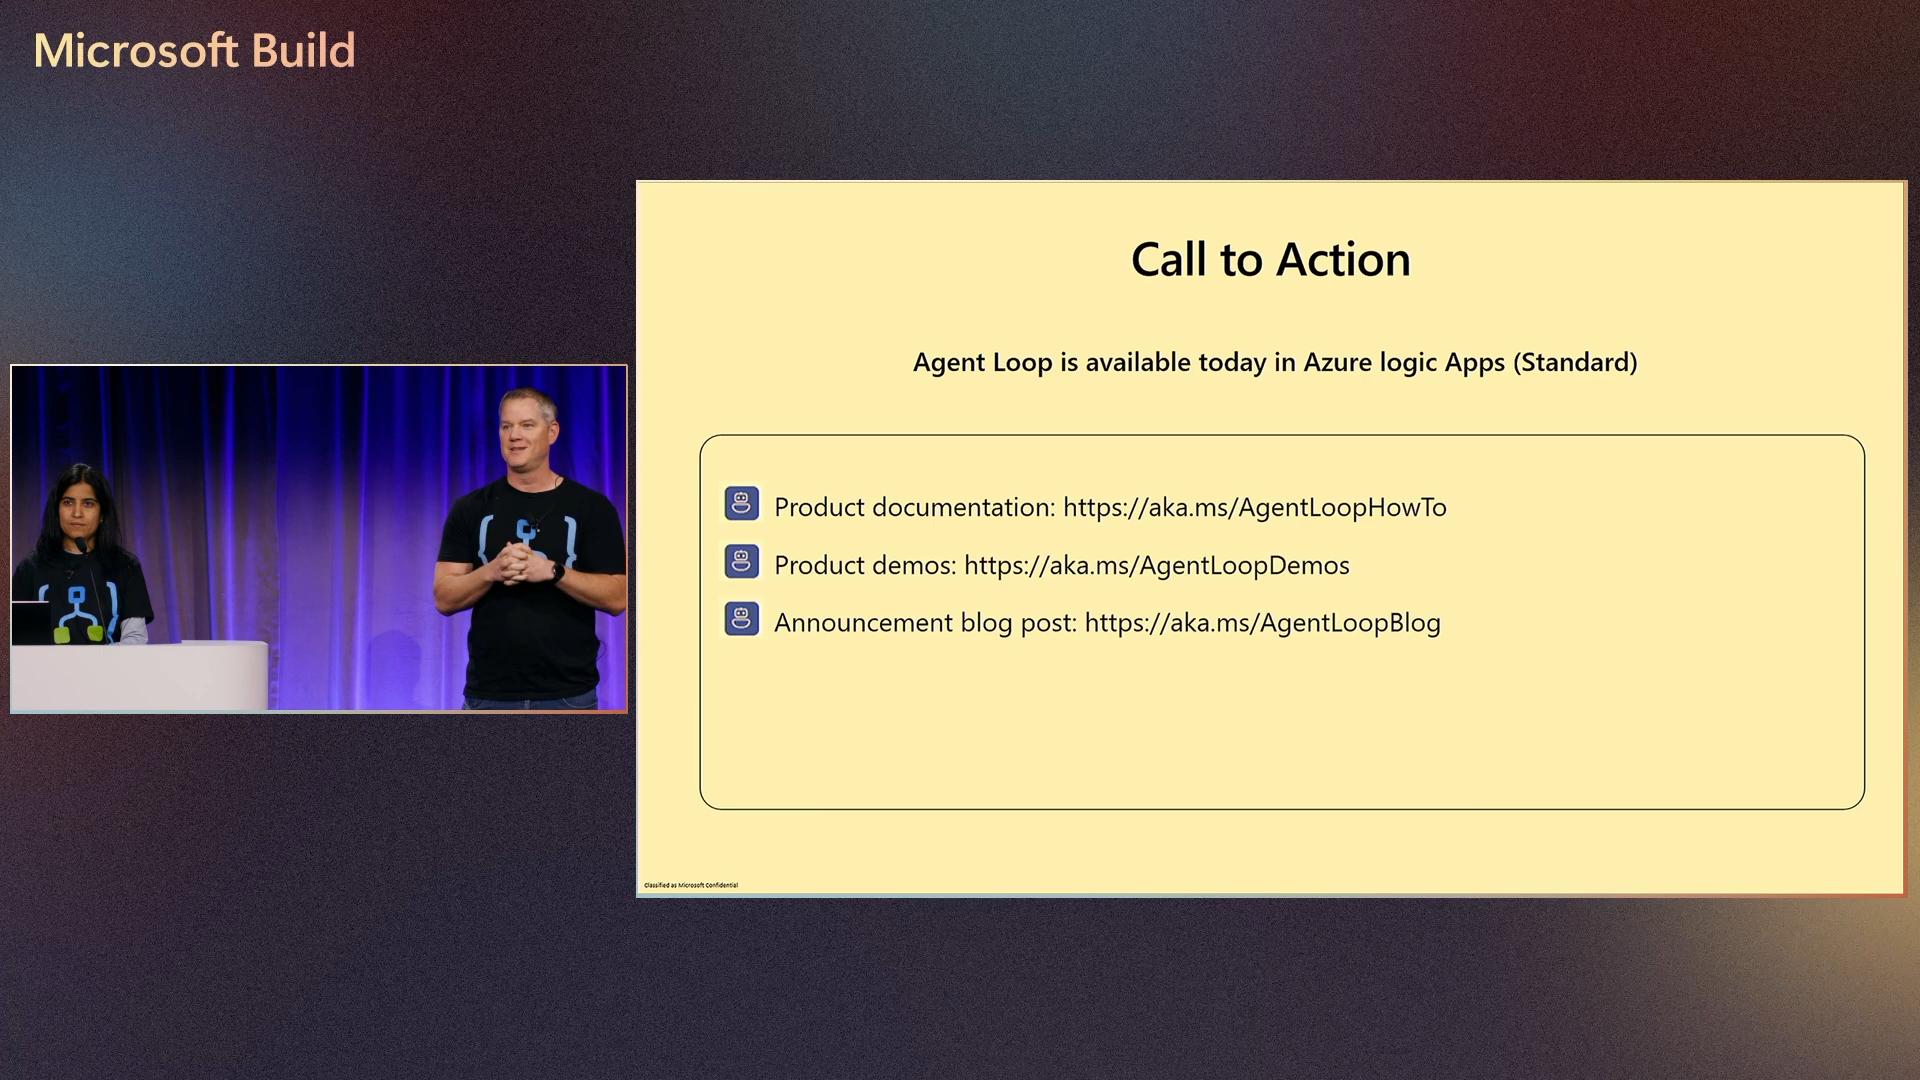 Microsoft Build
Call to Action
Agent Loop is available today in Azure logic Apps (Standard)
Product documentation: https://aka.ms/AgentLoopHowTo
Product demos: https://aka.ms/AgentLoopDemos
Announcement blog post: https://aka.ms/AgentLoopBlog
Classified as Microsoft Confidential